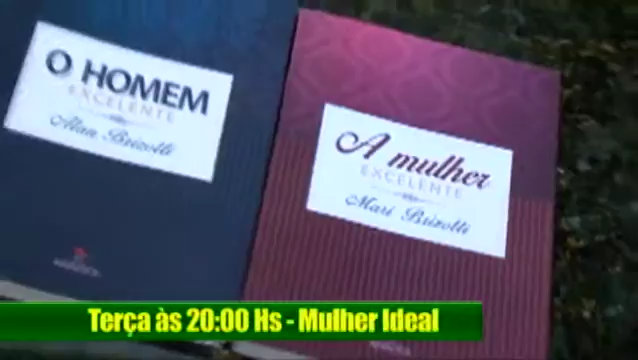 O HOMEM
EXCELENTE
Alan Brizotti
A mulher
EXCELENTE
Mari Brizotti
Terça às 20:00 Hs - Mulher Ideal